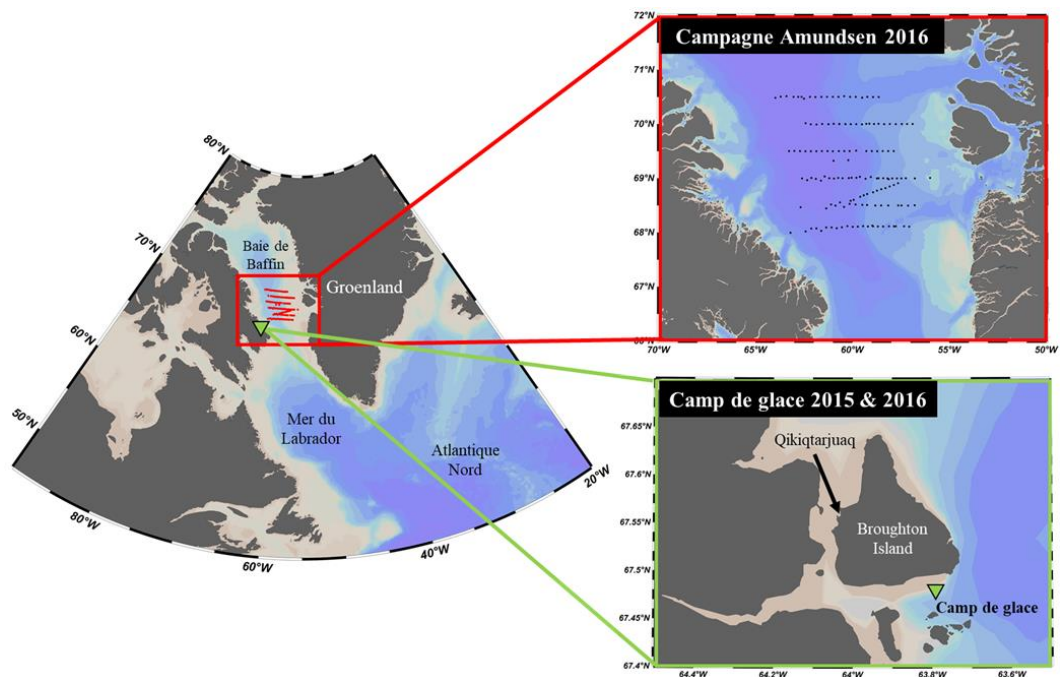 80°N
70°N
60°N
50°N
80°W
60°W
40°W
20°W
Baie de
Baffin
Groenland
Mer du
Labrador
Atlantique
Nord
Campagne Amundsen 2016
72°N
71°N
70°N
69°N
68°N
67°N
66°N
70°W
65°W
60°W
55°W
50°W
Camp de glace 2015 & 2016
Qikiqtarjuaq
Broughton
Island
Camp de glace
67.65°N
67.6°N
67.55°N
67.5°N
67.45°N
67.4°N
64.4°W
64.2°W
64°W
63.8°W
63.6°W